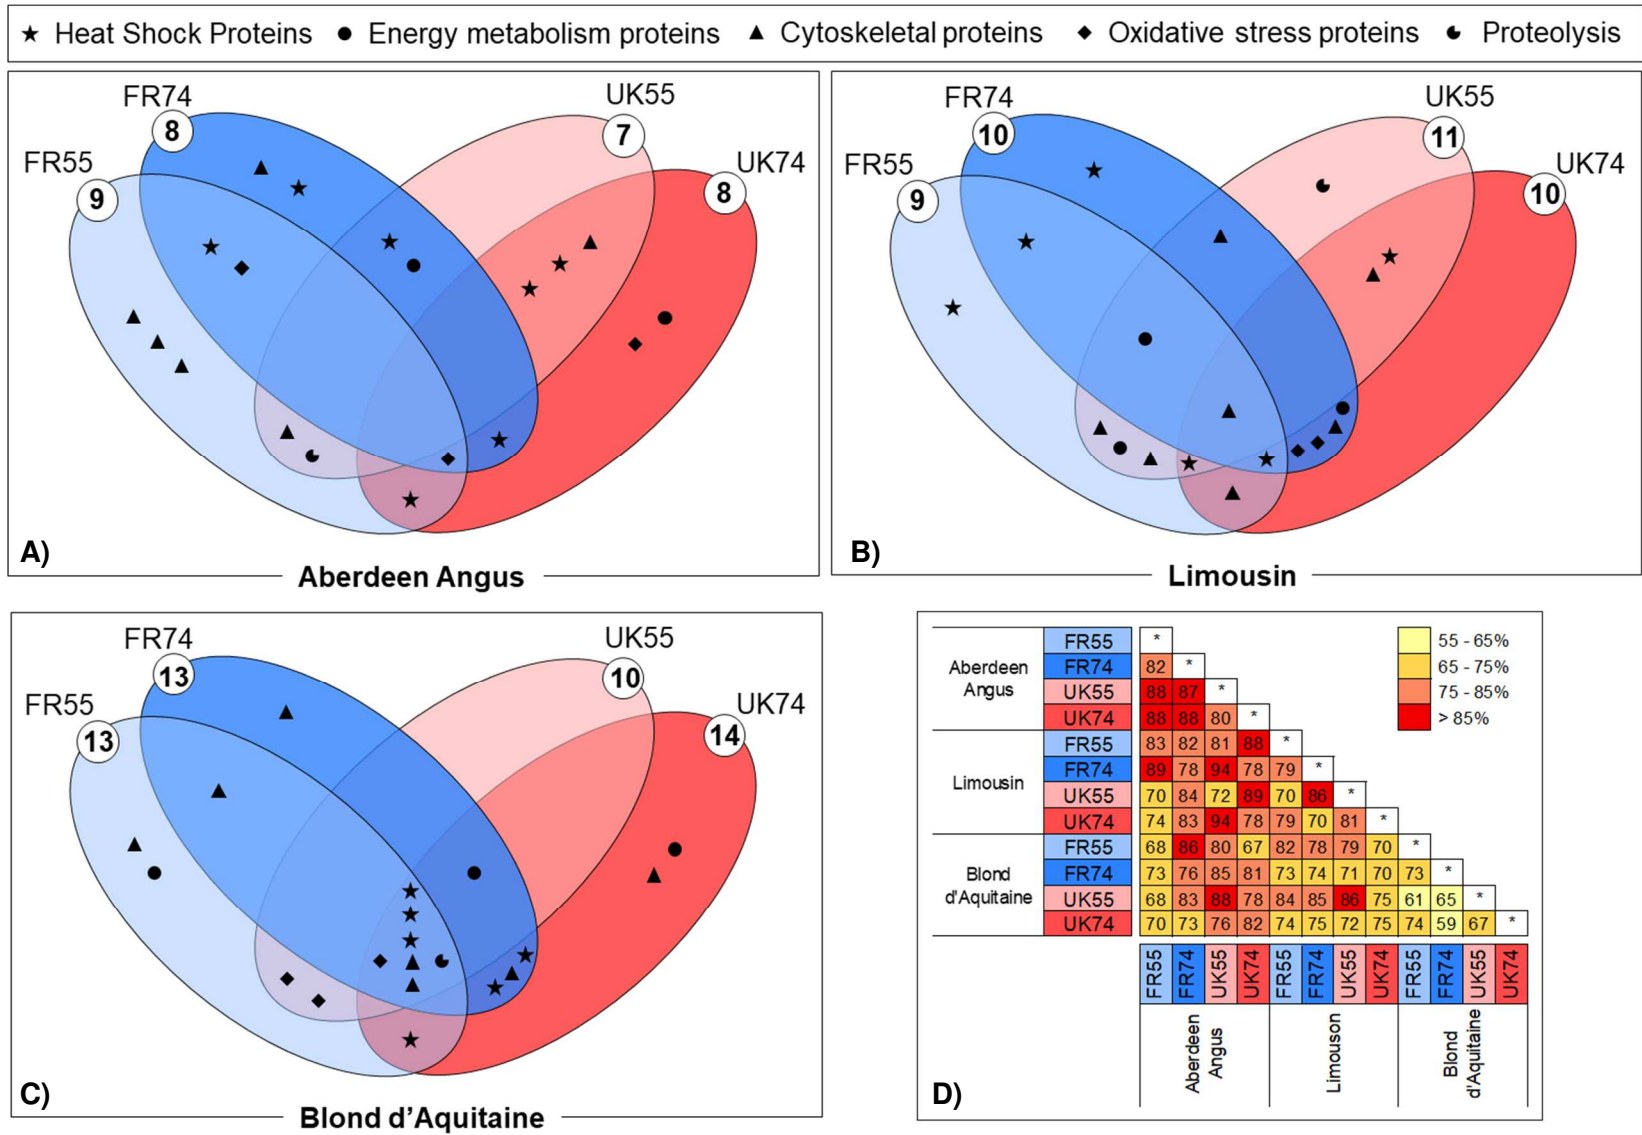 Heat Shock Proteins Energy metabolism proteins Cytoskeletal proteins Oxidative stress proteins Proteolysis
FR74
8
UK55
7
FR55
9
UK74
8
A)
Aberdeen Angus
FR74
10
UK55
11
FR55
9
UK74
10
B)
Limousin
FR74
13
UK55
10
FR55
13
UK74
14
C)
Blond d'Aquitaine
Aberdeen
Angus
FR55 *
FR74 82 *
UK55 88 87 *
UK74 88 88 80 *
Limousin
FR55 83 82 81 88 *
FR74 89 78 94 78 79 *
UK55 70 84 72 89 70 86 *
UK74 74 83 94 78 79 70 81 *
Blond
d'Aquitaine
FR55 68 86 80 67 82 78 79 70 *
FR74 73 76 85 81 73 74 71 70 73 *
UK55 68 83 88 78 84 85 86 75 61 65 *
UK74 70 73 76 82 74 75 72 75 74 59 67 *
FR55 FR74 UK55 UK74 FR55 FR74 UK55 UK74 FR55 FR74 UK55 UK74
Aberdeen
Angus
Limouson
Blond
d'Aquitaine
55 - 65%
65 - 75%
75 - 85%
> 85%
D)